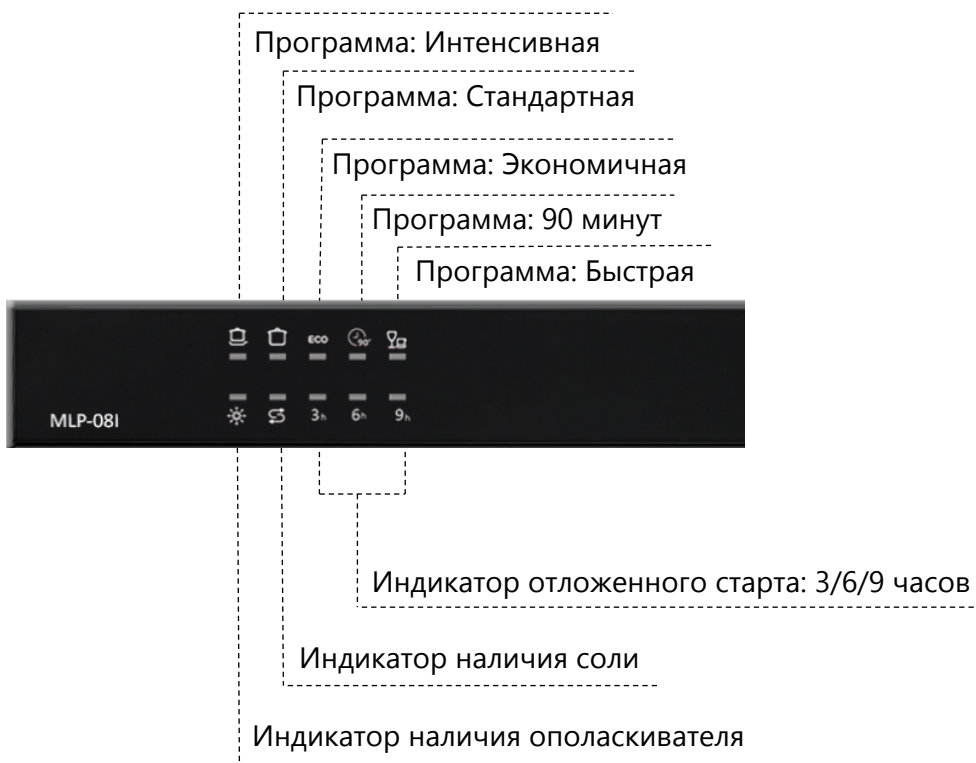 Программа: Интенсивная
Программа: Стандартная
Программа: Экономичная
Программа: 90 минут
Программа: Быстрая
ECO 90'
MLP-08I 3h 6h 9h
Индикатор отложенного старта: 3/6/9 часов
Индикатор наличия соли
Индикатор наличия ополаскивателя